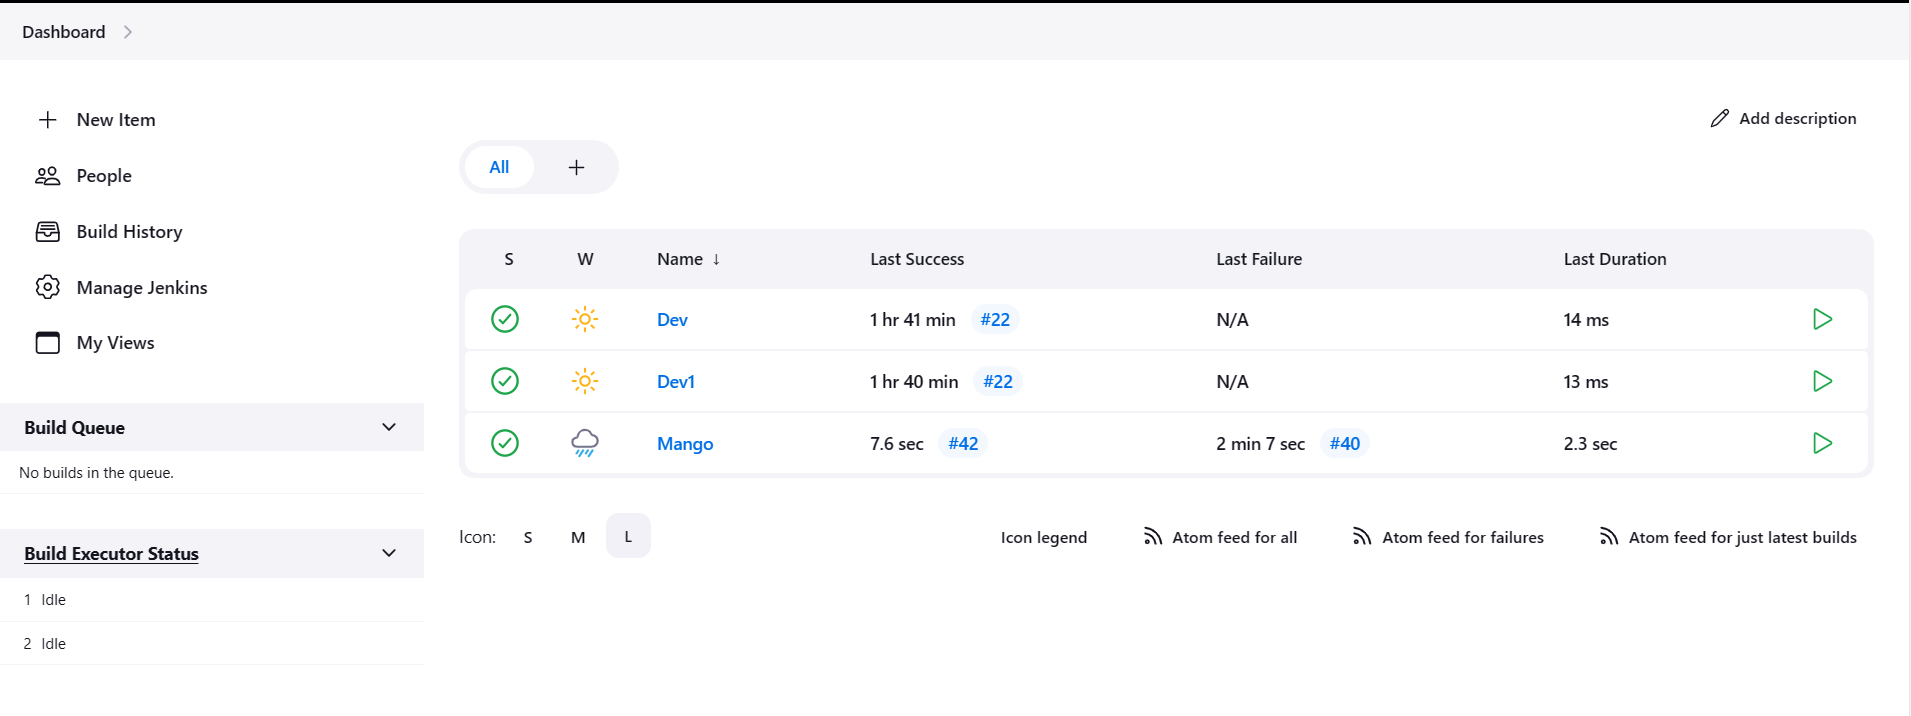 Dashboard
New Item
People
Build History
Manage Jenkins
My Views
Build Queue
No builds in the queue.
Build Executor Status
1 Idle
2 Idle
Add description
All +
S W Name ↓ Last Success Last Failure Last Duration
Dev 1 hr 41 min #22 N/A 14 ms
Dev1 1 hr 40 min #22 N/A 13 ms
Mango 7.6 sec #42 2 min 7 sec #40 2.3 sec
Icon: S M L Icon legend Atom feed for all Atom feed for failures Atom feed for just latest builds